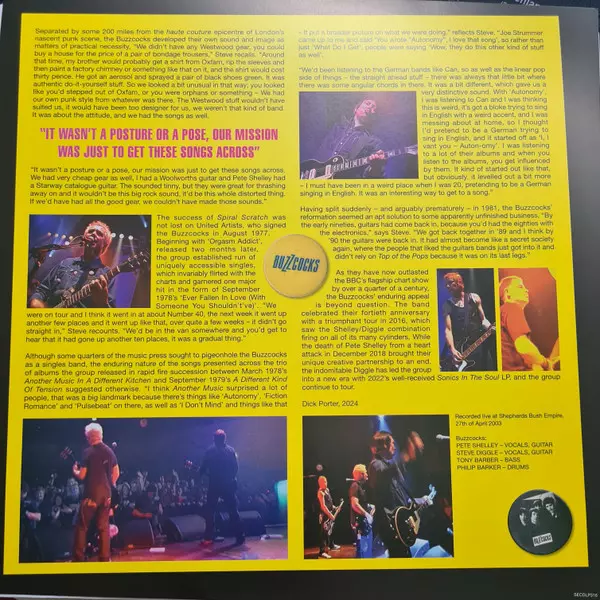 Separated by some 200 miles from the haute couture epicentre of London's
nascent punk scene, the Buzzcocks developed their own sound and image as
matters of practical necessity, "We didn't have any Westwood gear, you could
buy a house for the price of a pair of bondage trousers," Steve recalls. "Around
that time, my brother would probably get a shirt from Oxfam, rip the sleeves and
then paint a factory chimney or something like that on it, and the shirt would cost
thirty pence. He got an aerosol and sprayed a pair of black shoes green. It was
authentic do-it-yourself stuff. So we looked a bit unusual in that way; you looked
like you'd stepped out of Oxfam, or you were orphans or something – We had
our own punk style from whatever was there. The Westwood stuff wouldn't have
suited us, it would have been too designer for us, we weren't that kind of band.
It was about the attitude, and we had the songs as well.
"IT WASN'T A POSTURE OR A POSE, OUR MISSION
WAS JUST TO GET THESE SONGS ACROSS"
"It wasn't a posture or a pose, our mission was just to get these songs across.
We had very cheap gear as well, I had a Woolworths guitar and Pete Shelley had
a Starway catalogue guitar. The sounded tinny, but they were great for thrashing
away on and it wouldn't be this big rock sound, it'd be this whole distorted thing.
If we'd have had all the good gear, we couldn't have made those sounds."
The success of Spiral Scratch was
not lost on United Artists, who signed
the Buzzcocks in August 1977.
Beginning with 'Orgasm Addict',
released two months later,
the group established run of
uniquely accessible singles,
which invariably flirted with the
charts and garnered one major
hit in the form of September
1978's 'Ever Fallen In Love (With
Someone You Shouldn't've)'. "We
were on tour and I think it went in at about Number 40, the next week it went up
another few places and it went up like that, over quite a few weeks – it didn't go
straight in," Steve recounts. "We'd be in the van somewhere and you'd get to
hear that it had gone up another ten places, it was a gradual thing."
Although some quarters of the music press sought to pigeonhole the Buzzcocks
as a singles band, the enduring nature of the songs presented across the trio
of albums the group released in rapid fire succession between March 1978's
Another Music In A Different Kitchen and September 1979's A Different Kind
Of Tension suggested otherwise. "I think Another Music surprised a lot of
people, that was a big landmark because there's things like 'Autonomy', 'Fiction
Romance' and 'Pulsebeat' on there, as well as 'I Don't Mind' and things like that
- it put a broader picture on what we were doing," reflects Steve, "Joe Strummer
came up to me and said 'You wrote "Autonomy", I love that song', so rather than
just 'What Do I Get', people were saying 'Wow, they do this other kind of stuff
as well'.
"We'd been listening to the German bands like Can, so as well as the linear pop
side of things – the straight ahead stuff – there was always that little bit where
there was some angular chords in there. It was a bit different, which gave us a
very distinctive sound. With 'Autonomy',
I was listening to Can and I was thinking
this is weird, it's got a bloke trying to sing
in English with a weird accent, and I was
messing about at home, so I thought
I'd pretend to be a German trying to
sing in English, and it started off as 'I, I
vant you – Autom-omy'. I was listening
to a lot of their albums and when you
listen to the albums, you get influenced
by them. It kind of started out like that,
but obviously, it levelled out a bit more
– I must have been in a weird place when I was 20, pretending to be a German
singing in English. It was an interesting way to get to a song."
Having split suddenly – and arguably prematurely – in 1981, the Buzzcocks'
reformation seemed an apt solution to some apparently unfinished business. "By
the early nineties, guitars had come back in, because you'd had the eighties with
the electronics," says Steve. "We got back together in '89 and I think by
'90 the guitars were back in. It had almost become like a secret society
again, where the people that liked the guitars bands just got into it and
didn't rely on Top of the Pops because it was on its last legs."
BUZZCOCKS
As they have now outlasted
the BBC's flagship chart show
by over a quarter of a century,
the Buzzcocks' enduring appeal
is beyond question. The band
celebrated their fortieth anniversary
with a triumphant tour in 2016, which
saw the Shelley/Diggle combination
firing on all of its many cylinders. While
the death of Pete Shelley from a heart
attack in December 2018 brought their
unique creative partnership to an end,
the indomitable Diggle has led the group
into a new era with 2022's well-received Sonics In The Soul LP, and the group
continue to tour.
Dick Porter, 2024
Recorded live at Shepherds Bush Empire,
27th of April 2003
Buzzcocks:
PETE SHELLEY – VOCALS, GUITAR
STEVE DIGGLE – VOCALS, GUITAR
TONY BARBER – BASS
PHILIP BARKER – DRUMS
BUZZCOCKS